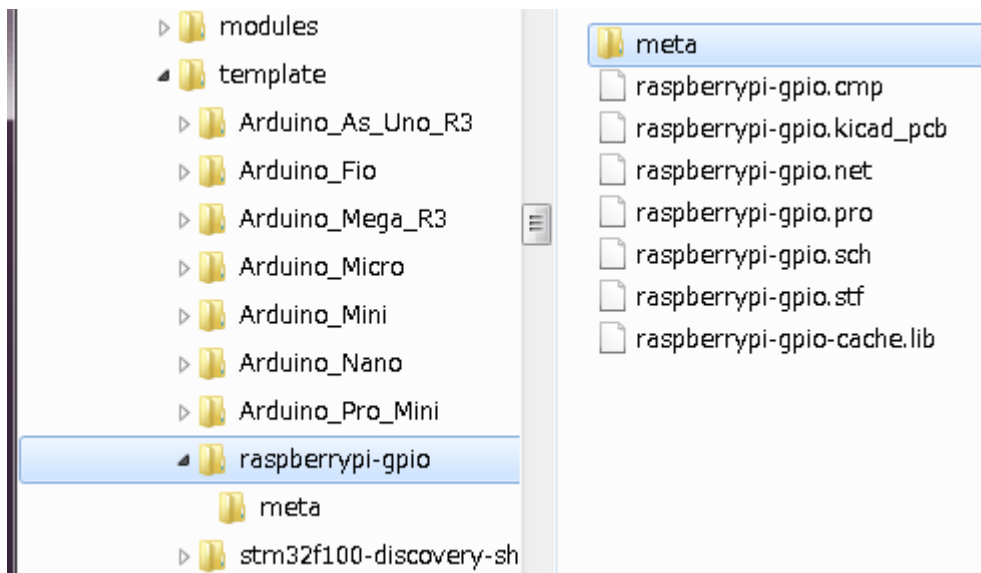 modules
template
Arduino_As_Uno_R3
Arduino_Fio
Arduino_Mega_R3
Arduino_Micro
Arduino_Mini
Arduino_Nano
Arduino_Pro_Mini
raspberrypi-gpio
meta
stm32f100-discovery-sh
meta
raspberrypi-gpio.cmp
raspberrypi-gpio.kicad_pcb
raspberrypi-gpio.net
raspberrypi-gpio.pro
raspberrypi-gpio.sch
raspberrypi-gpio.stf
raspberrypi-gpio-cache.lib